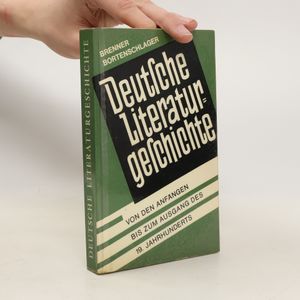 DEUTSCHE LITERATURGESCHICHTE
BRENNER
BORTENSCHLAGER
Deutsche
Literatur=
geschichte
VON DEN ANFÄNGEN
BIS ZUM AUSGANG DES
19. JAHRHUNDERTS